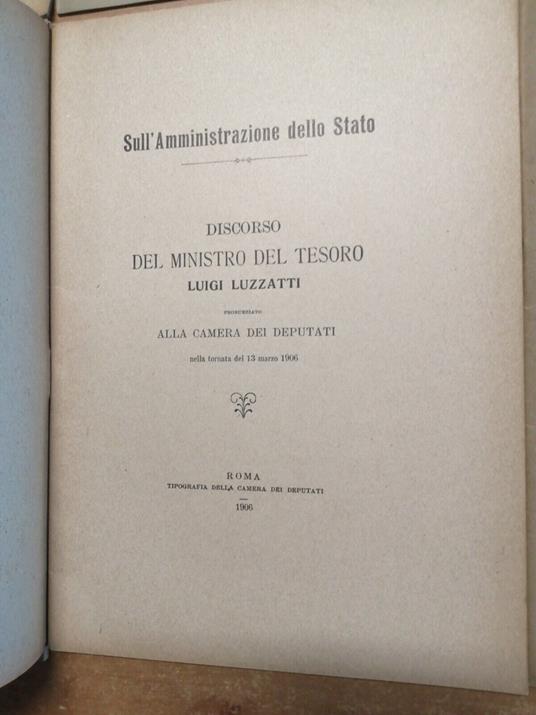 Sull'Amministrazione dello Stato
DISCORSO
DEL MINISTRO DEL TESORO
LUIGI LUZZATTI
PRONUNZIATO
ALLA CAMERA DEI DEPUTATI
nella tornata del 13 marzo 1906
ROMA
TIPOGRAFIA DELLA CAMERA DEI DEPUTATI
1906